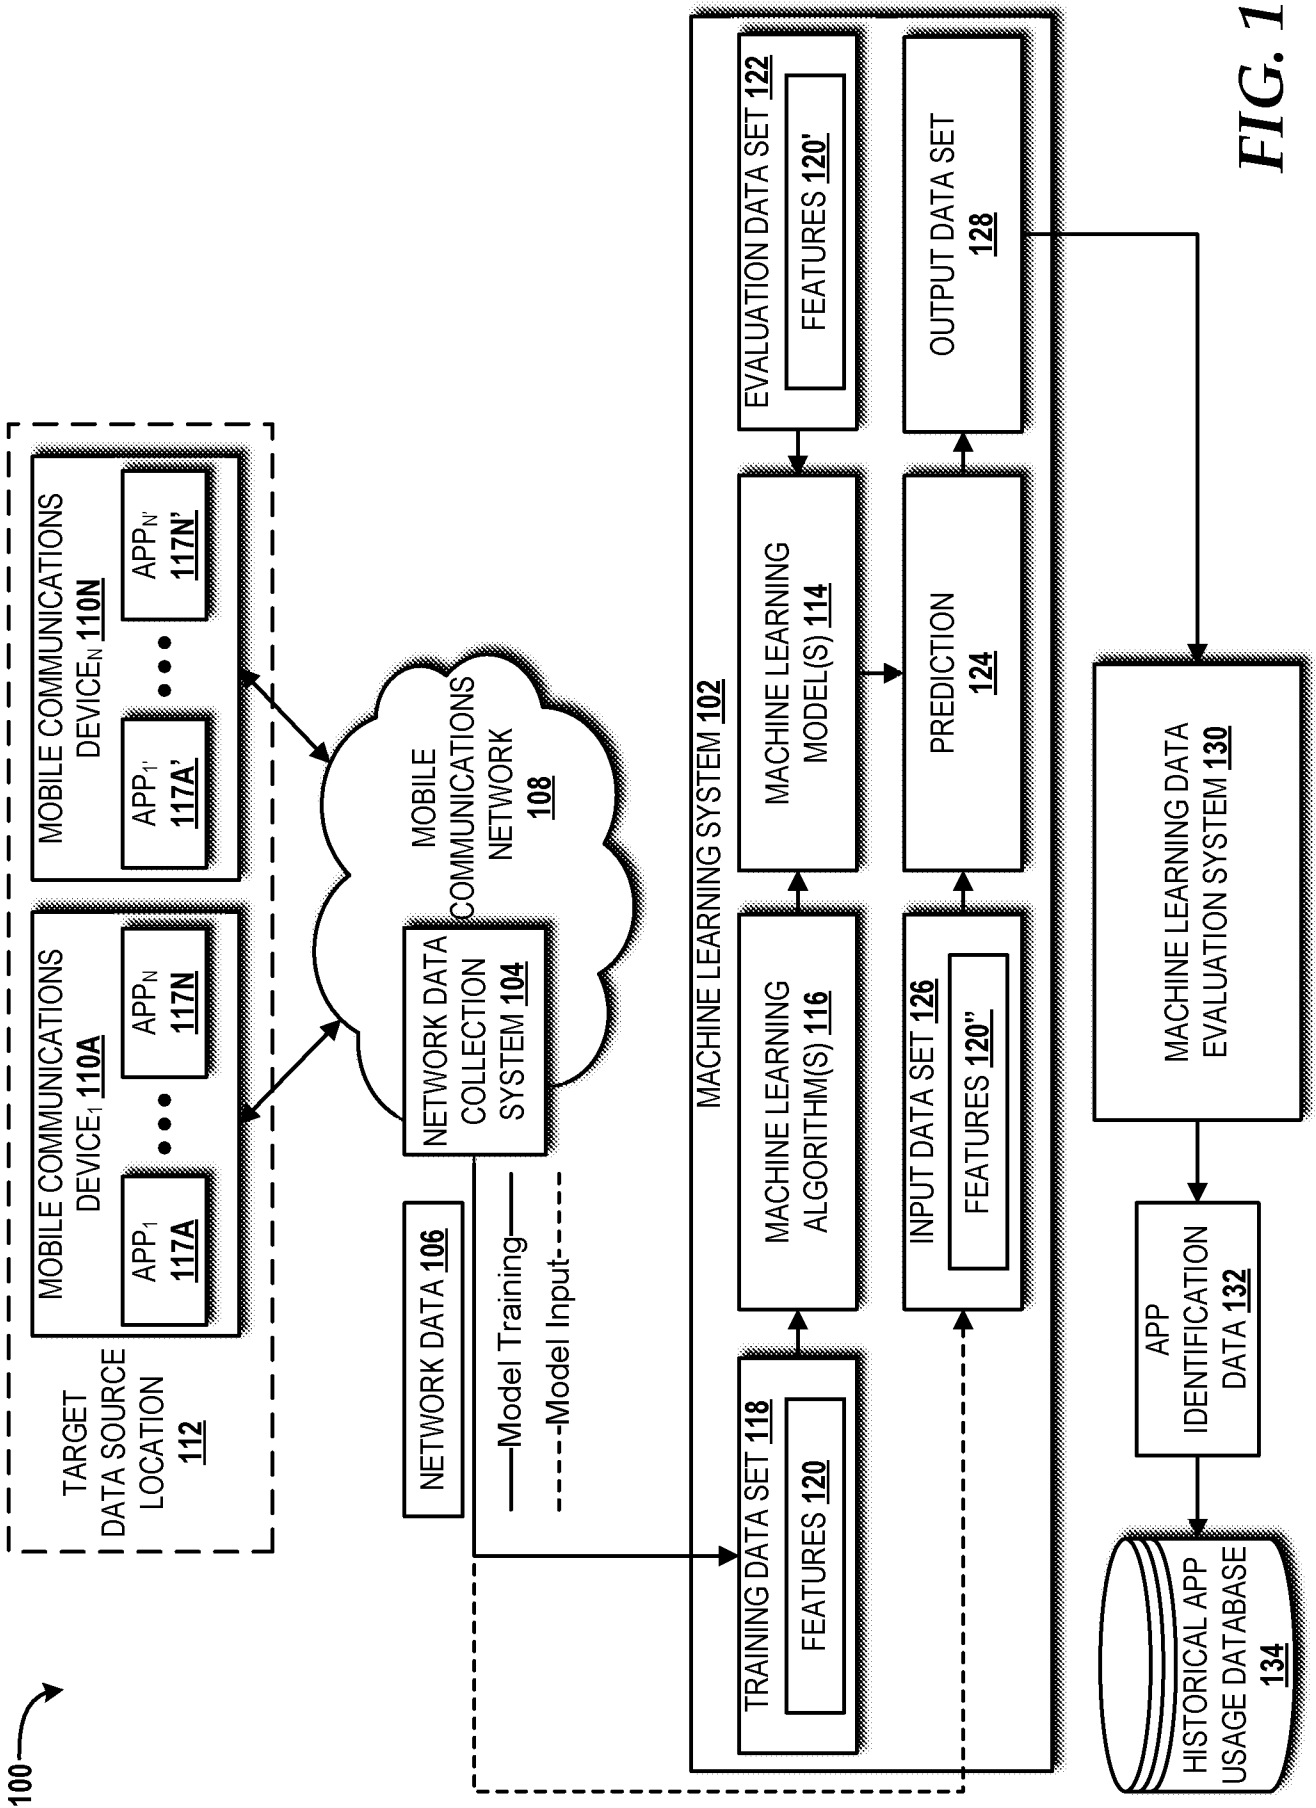 100
TARGET
DATA SOURCE
LOCATION
112
MOBILE COMMUNICATIONS
DEVICE1 110A
APP1
117A
APPN
117N
MOBILE COMMUNICATIONS
DEVICEN 110N
APP1'
117A'
APPN'
117N'
MOBILE
COMMUNICATIONS
NETWORK
108
NETWORK DATA
COLLECTION
SYSTEM 104
NETWORK DATA 106
Model Training
Model Input
MACHINE LEARNING SYSTEM 102
TRAINING DATA SET 118
FEATURES 120
MACHINE LEARNING
ALGORITHM(S) 116
MACHINE LEARNING
MODEL(S) 114
EVALUATION DATA SET 122
FEATURES 120'
INPUT DATA SET 126
FEATURES 120”
PREDICTION
124
OUTPUT DATA SET
128
MACHINE LEARNING DATA
EVALUATION SYSTEM 130
APP
IDENTIFICATION
DATA 132
HISTORICAL APP
USAGE DATABASE
134
FIG. 1